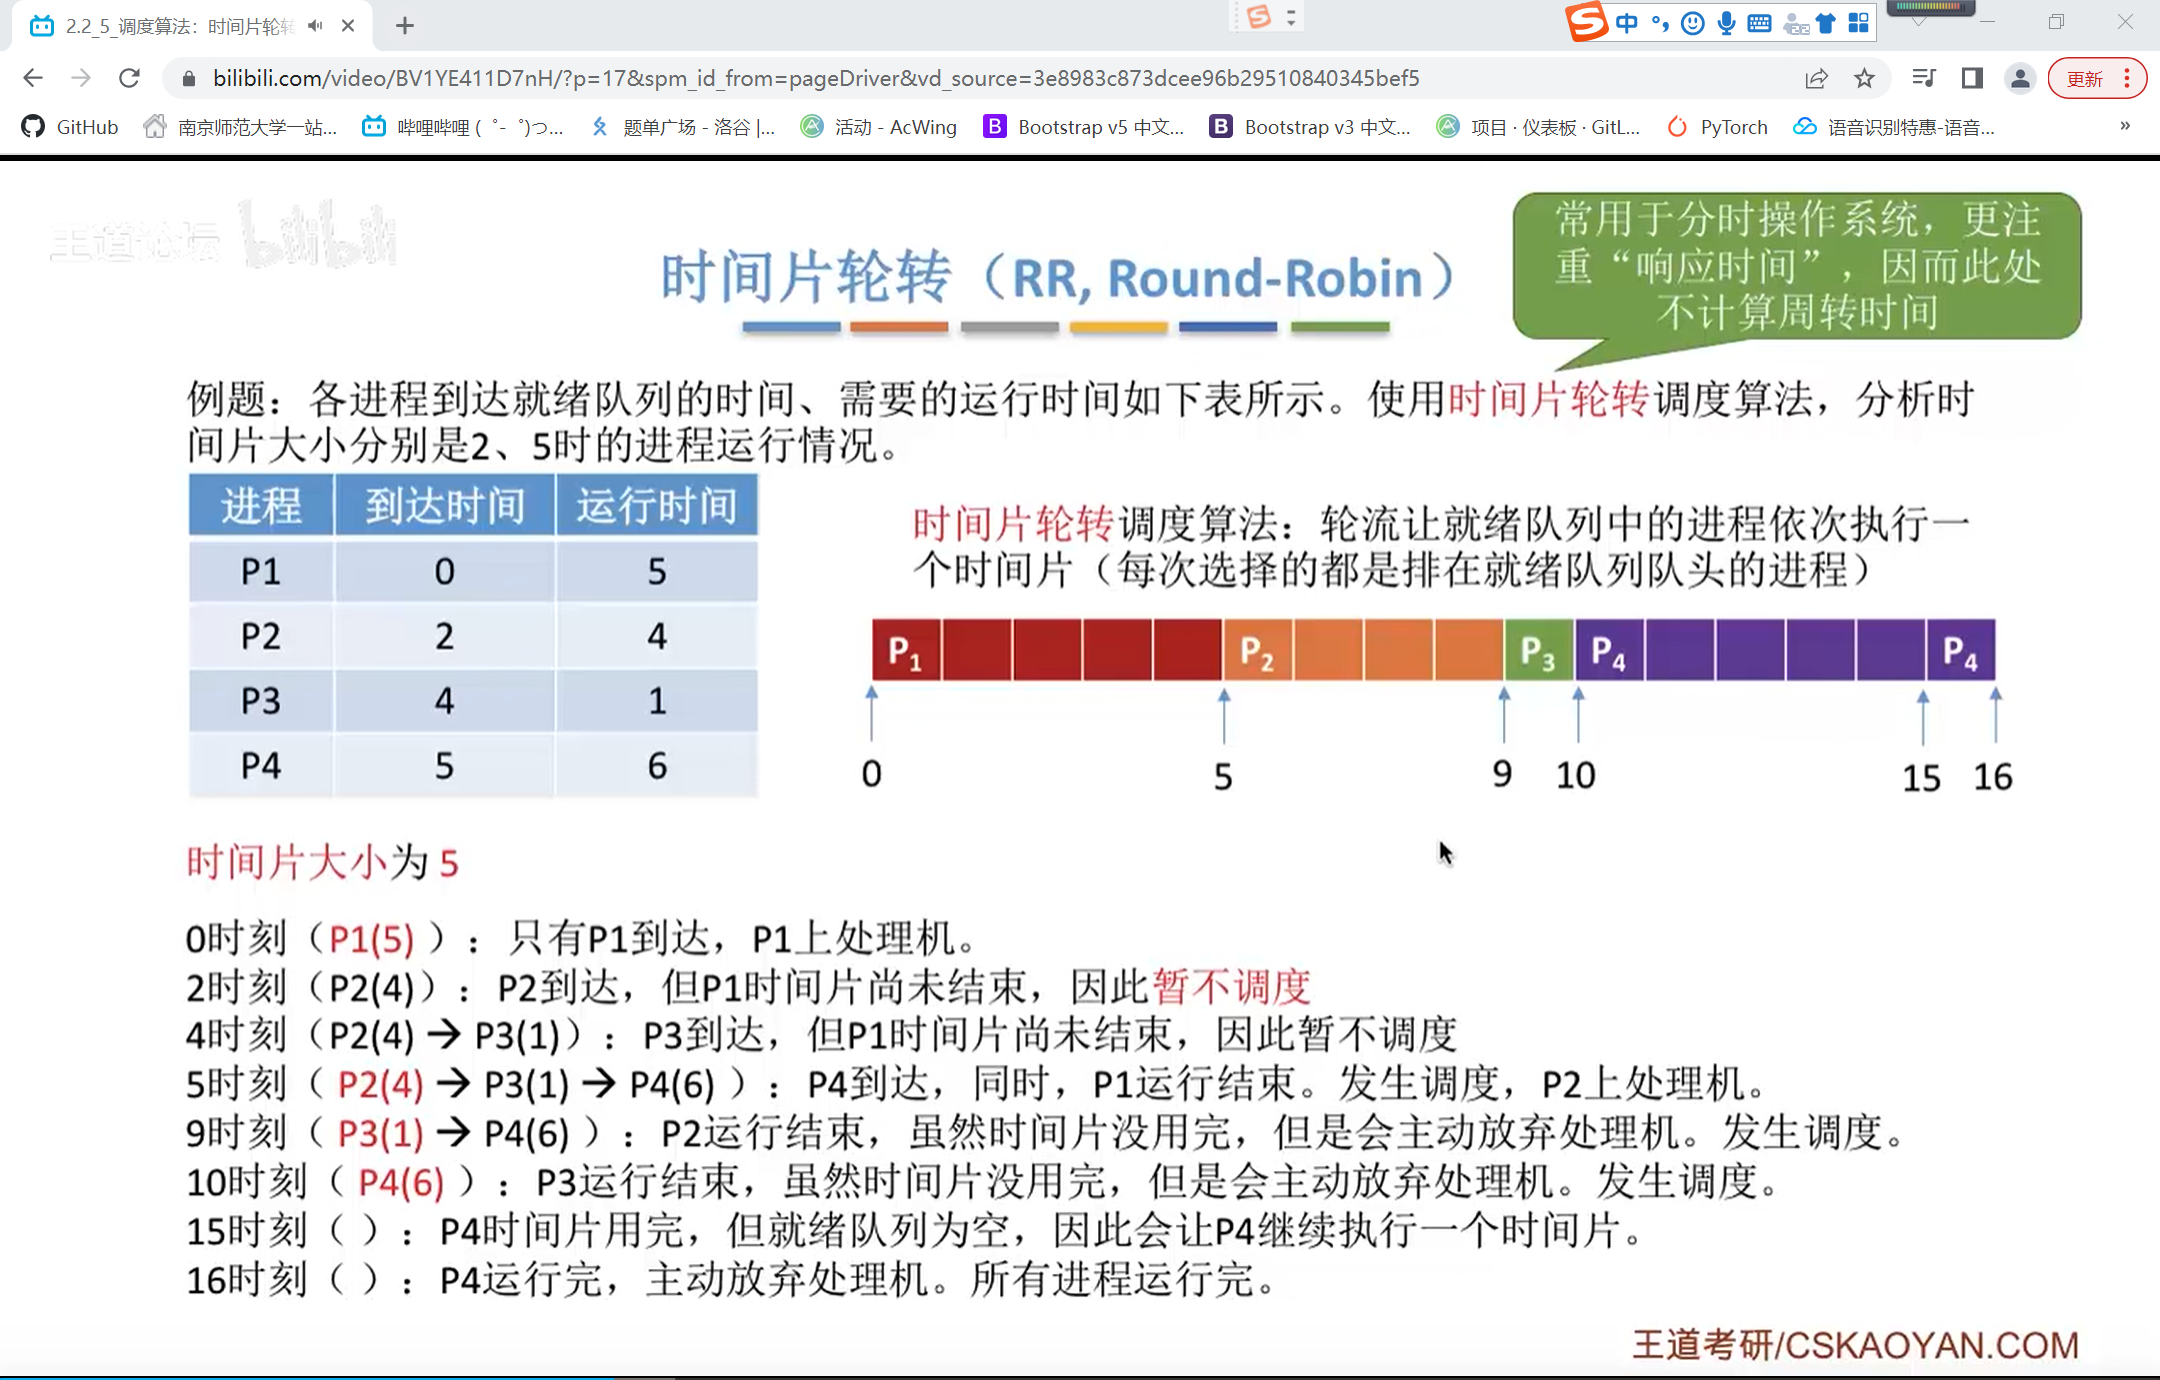 2.2_5_调度算法：时间片轮转
中
bilibili.com/video/BV1YE411D7nH/?p=17&spm_id_from=pageDriver&vd_source=3e8983c873dcee96b29510840345bef5
更新
GitHub
南京师范大学一站...
哔哩哔哩 (゜-゜)つ...
题单广场 - 洛谷 |...
活动 - AcWing
Bootstrap v5 中文...
Bootstrap v3 中文...
项目 · 仪表板 · GitL...
PyTorch
语音识别特惠-语音...
»
王道论坛 bilibili
时间片轮转（RR, Round-Robin）
常用于分时操作系统，更注
重“响应时间”，因而此处
不计算周转时间
例题：各进程到达就绪队列的时间、需要的运行时间如下表所示。使用时间片轮转调度算法，分析时
间片大小分别是2、5时的进程运行情况。
进程 到达时间 运行时间
P1 0 5
P2 2 4
P3 4 1
P4 5 6
时间片轮转调度算法：轮流让就绪队列中的进程依次执行一
个时间片（每次选择的都是排在就绪队列队头的进程）
P1 P2 P3 P4 P4
0 5 9 10 15 16
时间片大小为 5
0时刻（P1(5) ）：只有P1到达，P1上处理机。
2时刻（P2(4)）：P2到达，但P1时间片尚未结束，因此暂不调度
4时刻（P2(4) → P3(1)）：P3到达，但P1时间片尚未结束，因此暂不调度
5时刻（ P2(4) → P3(1) → P4(6) ）：P4到达，同时，P1运行结束。发生调度，P2上处理机。
9时刻（ P3(1) → P4(6) ）：P2运行结束，虽然时间片没用完，但是会主动放弃处理机。发生调度。
10时刻（ P4(6) ）：P3运行结束，虽然时间片没用完，但是会主动放弃处理机。发生调度。
15时刻（ ）：P4时间片用完，但就绪队列为空，因此会让P4继续执行一个时间片。
16时刻（ ）：P4运行完，主动放弃处理机。所有进程运行完。
王道考研/CSKAOYAN.COM